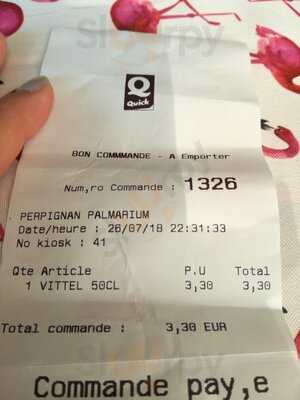 Quick
BON COMMMANDE - A Emporter
Num,ro Commande : 1326
PERPIGNAN PALMARIUM
Date/heure : 26/07/18 22:31:33
No kiosk : 41
Qte Article P.U Total
1 VITTEL 50CL 3,30 3,30
Total commande : 3,30 EUR
Commande pay,e